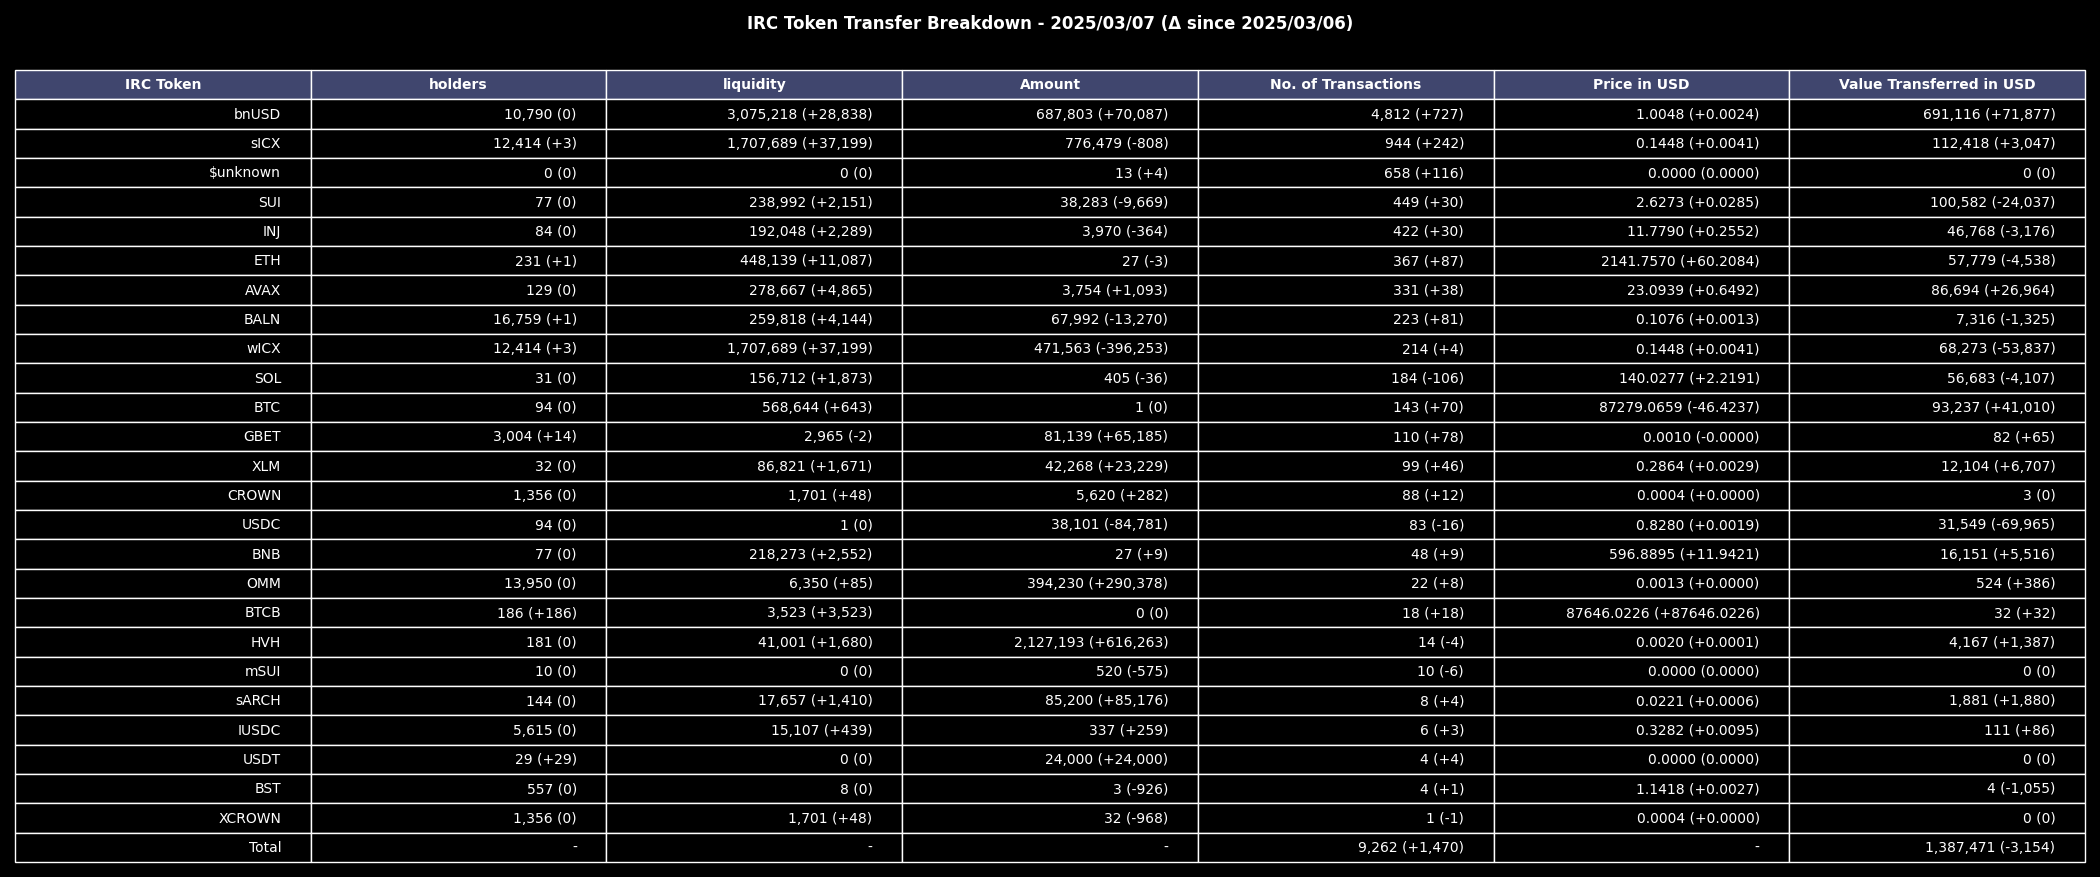 IRC Token Transfer Breakdown - 2025/03/07 (Δ since 2025/03/06)
IRC Token holders liquidity Amount No. of Transactions Price in USD Value Transferred in USD
bnUSD 10,790 (0) 3,075,218 (+28,838) 687,803 (+70,087) 4,812 (+727) 1.0048 (+0.0024) 691,116 (+71,877)
sICX 12,414 (+3) 1,707,689 (+37,199) 776,479 (-808) 944 (+242) 0.1448 (+0.0041) 112,418 (+3,047)
$unknown 0 (0) 0 (0) 13 (+4) 658 (+116) 0.0000 (0.0000) 0 (0)
SUI 77 (0) 238,992 (+2,151) 38,283 (-9,669) 449 (+30) 2.6273 (+0.0285) 100,582 (-24,037)
INJ 84 (0) 192,048 (+2,289) 3,970 (-364) 422 (+30) 11.7790 (+0.2552) 46,768 (-3,176)
ETH 231 (+1) 448,139 (+11,087) 27 (-3) 367 (+87) 2141.7570 (+60.2084) 57,779 (-4,538)
AVAX 129 (0) 278,667 (+4,865) 3,754 (+1,093) 331 (+38) 23.0939 (+0.6492) 86,694 (+26,964)
BALN 16,759 (+1) 259,818 (+4,144) 67,992 (-13,270) 223 (+81) 0.1076 (+0.0013) 7,316 (-1,325)
wICX 12,414 (+3) 1,707,689 (+37,199) 471,563 (-396,253) 214 (+4) 0.1448 (+0.0041) 68,273 (-53,837)
SOL 31 (0) 156,712 (+1,873) 405 (-36) 184 (-106) 140.0277 (+2.2191) 56,683 (-4,107)
BTC 94 (0) 568,644 (+643) 1 (0) 143 (+70) 87279.0659 (-46.4237) 93,237 (+41,010)
GBET 3,004 (+14) 2,965 (-2) 81,139 (+65,185) 110 (+78) 0.0010 (-0.0000) 82 (+65)
XLM 32 (0) 86,821 (+1,671) 42,268 (+23,229) 99 (+46) 0.2864 (+0.0029) 12,104 (+6,707)
CROWN 1,356 (0) 1,701 (+48) 5,620 (+282) 88 (+12) 0.0004 (+0.0000) 3 (0)
USDC 94 (0) 1 (0) 38,101 (-84,781) 83 (-16) 0.8280 (+0.0019) 31,549 (-69,965)
BNB 77 (0) 218,273 (+2,552) 27 (+9) 48 (+9) 596.8895 (+11.9421) 16,151 (+5,516)
OMM 13,950 (0) 6,350 (+85) 394,230 (+290,378) 22 (+8) 0.0013 (+0.0000) 524 (+386)
BTCB 186 (+186) 3,523 (+3,523) 0 (0) 18 (+18) 87646.0226 (+87646.0226) 32 (+32)
HVH 181 (0) 41,001 (+1,680) 2,127,193 (+616,263) 14 (-4) 0.0020 (+0.0001) 4,167 (+1,387)
mSUI 10 (0) 0 (0) 520 (-575) 10 (-6) 0.0000 (0.0000) 0 (0)
sARCH 144 (0) 17,657 (+1,410) 85,200 (+85,176) 8 (+4) 0.0221 (+0.0006) 1,881 (+1,880)
IUSDC 5,615 (0) 15,107 (+439) 337 (+259) 6 (+3) 0.3282 (+0.0095) 111 (+86)
USDT 29 (+29) 0 (0) 24,000 (+24,000) 4 (+4) 0.0000 (0.0000) 0 (0)
BST 557 (0) 8 (0) 3 (-926) 4 (+1) 1.1418 (+0.0027) 4 (-1,055)
XCROWN 1,356 (0) 1,701 (+48) 32 (-968) 1 (-1) 0.0004 (+0.0000) 0 (0)
Total - - - 9,262 (+1,470) - 1,387,471 (-3,154)